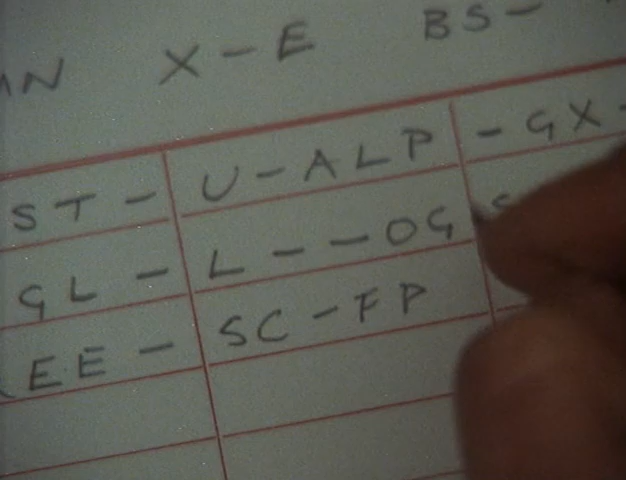 AN X-E BS-
ST- U-ALP -GX-
GL- L---OG
EE- SC-FP